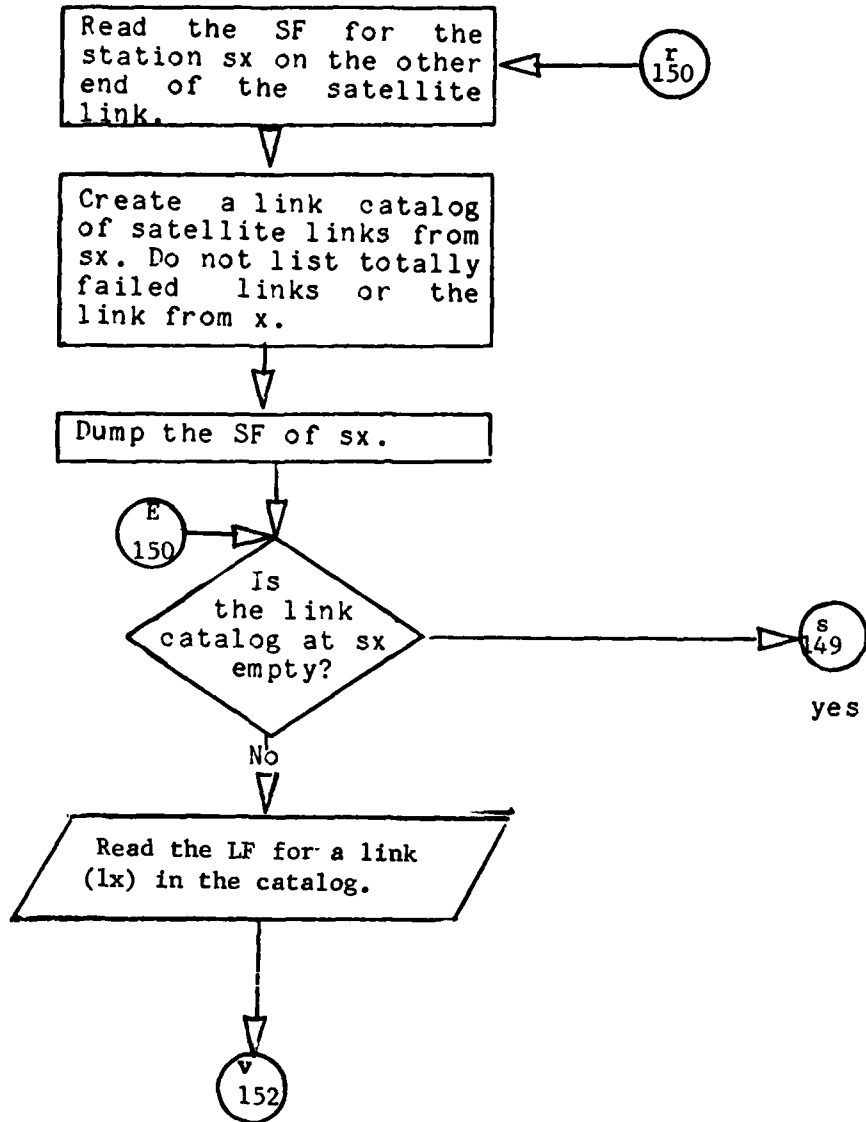 Read the SF for the
station sx on the other
end of the satellite
link.
r
150
Create a link catalog
of satellite links from
sx. Do not list totally
failed links or the
link from x.
Dump the SF of sx.
E
150
Is
the link
catalog at sx
empty?
s
149
yes
No
Read the LF for a link
(lx) in the catalog.
v
152